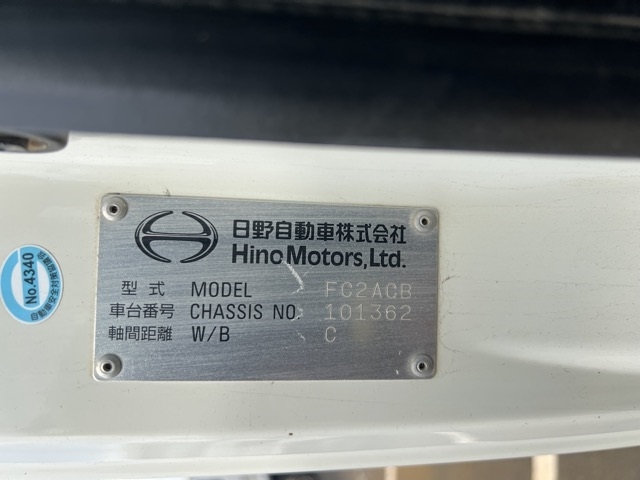 日野自動車株式会社
Hino Motors, Ltd.
型式 MODEL FC2ACB
車台番号 CHASSIS NO. 101362
軸間距離 W/B C
No.4340